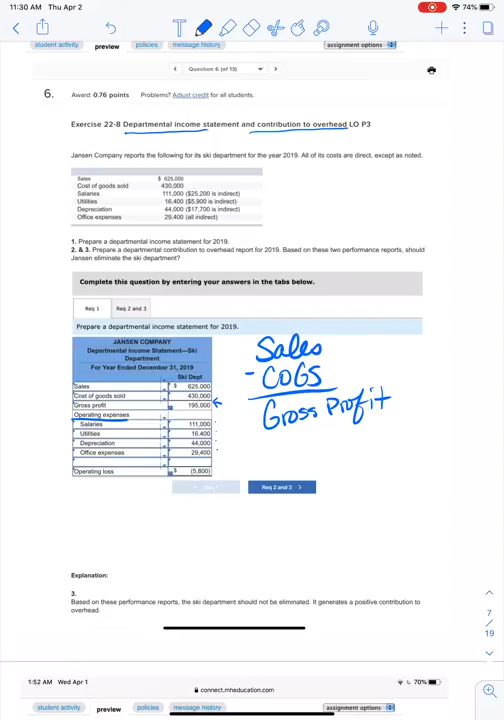 11:30 AM Thu Apr 2
74%
student activity preview policies message history assignment options
Question 6 (of 13)
6.
Award: 0.76 points Problems? Adjust credit for all students.
Exercise 22-8 Departmental income statement and contribution to overhead LO P3
Jansen Company reports the following for its ski department for the year 2019. All of its costs are direct, except as noted.
Sales $ 625,000
Cost of goods sold 430,000
Salaries 111,000 ($25,200 is indirect)
Utilities 16,400 ($5,900 is indirect)
Depreciation 44,000 ($17,700 is indirect)
Office expenses 29,400 (all indirect)
1. Prepare a departmental income statement for 2019.
2. & 3. Prepare a departmental contribution to overhead report for 2019. Based on these two performance reports, should
Jansen eliminate the ski department?
Complete this question by entering your answers in the tabs below.
Req 1 Req 2 and 3
Prepare a departmental income statement for 2019.
JANSEN COMPANY
Departmental Income Statement—Ski
Department
For Year Ended December 31, 2019
Ski Dept
Sales $ 625,000
Cost of goods sold 430,000
Gross profit 195,000
Operating expenses
Salaries 111,000
Utilities 16,400
Depreciation 44,000
Office expenses 29,400
Operating loss $ (5,800)
Sales
- COGS
Gross Profit
Req 1 Req 2 and 3
Explanation:
3.
Based on these performance reports, the ski department should not be eliminated. It generates a positive contribution to
overhead.
7
/
19
1:52 AM Wed Apr 1
70%
connect.mheducation.com
student activity preview policies message history assignment options